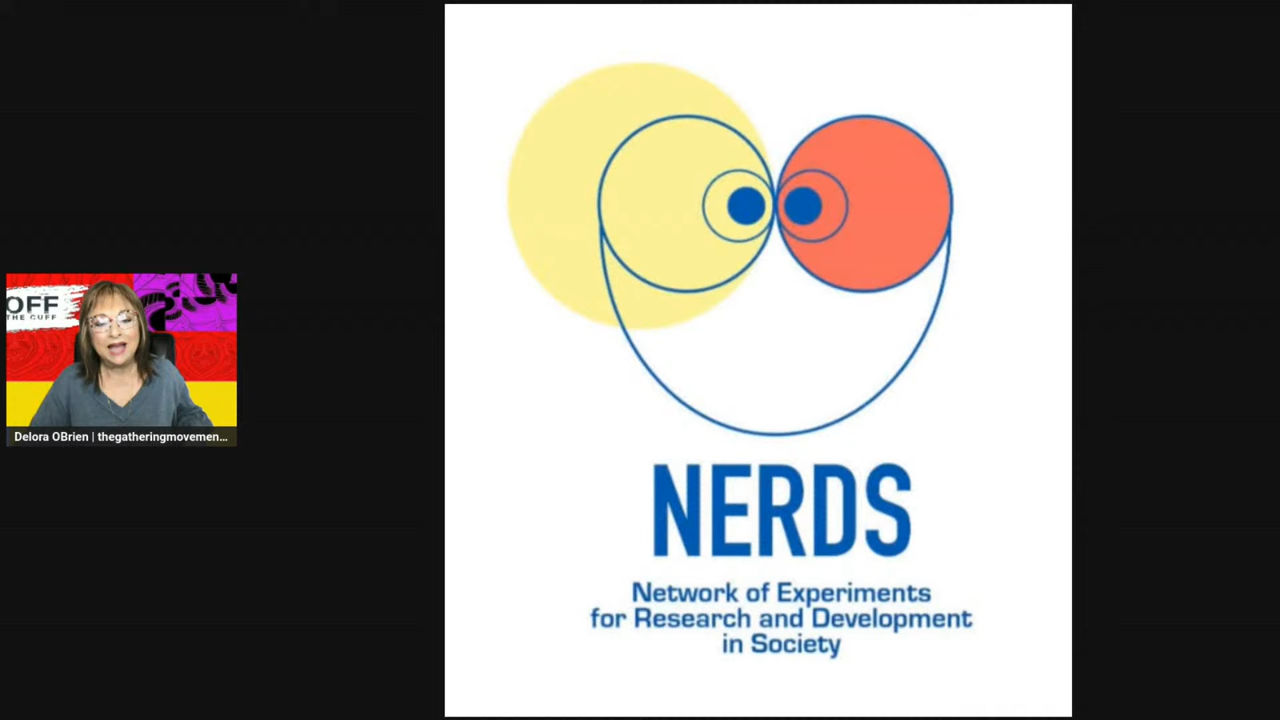 OFF
THE CUFF
Delora OBrien | thegatheringmovemen...
NERDS
Network of Experiments
for Research and Development
in Society